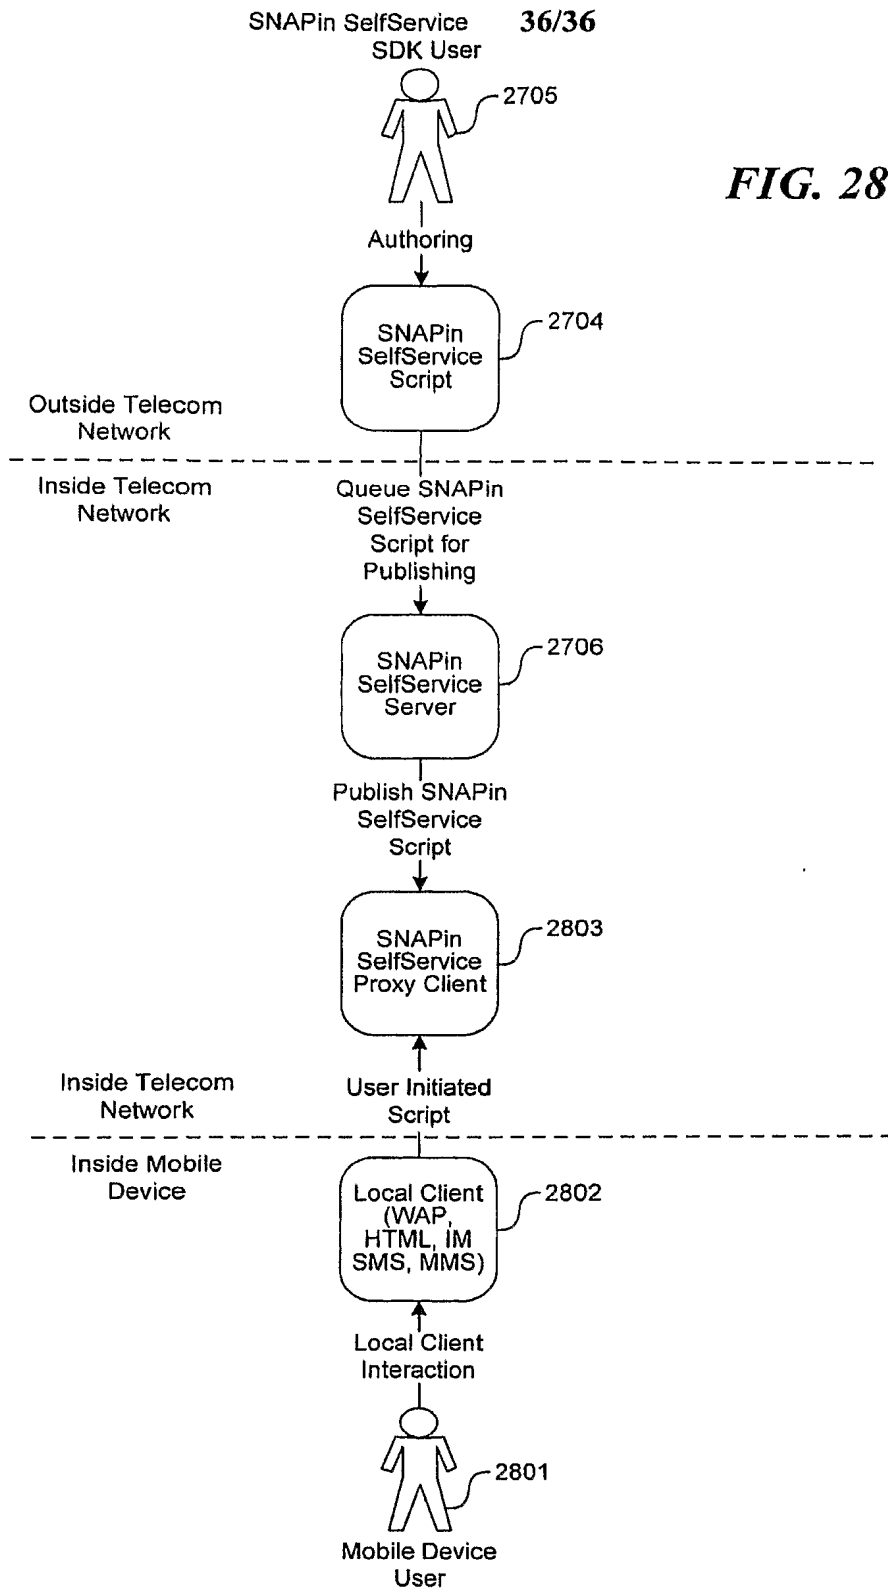 SNAPin SelfService 36/36
SDK User
2705
FIG. 28
Authoring
SNAPin
SelfService
Script
2704
Outside Telecom
Network
Inside Telecom
Network
Queue SNAPin
SelfService
Script for
Publishing
SNAPin
SelfService
Server
2706
Publish SNAPin
SelfService
Script
SNAPin
SelfService
Proxy Client
2803
Inside Telecom
Network
User Initiated
Script
Inside Mobile
Device
Local Client
(WAP,
HTML, IM
SMS, MMS)
2802
Local Client
Interaction
2801
Mobile Device
User